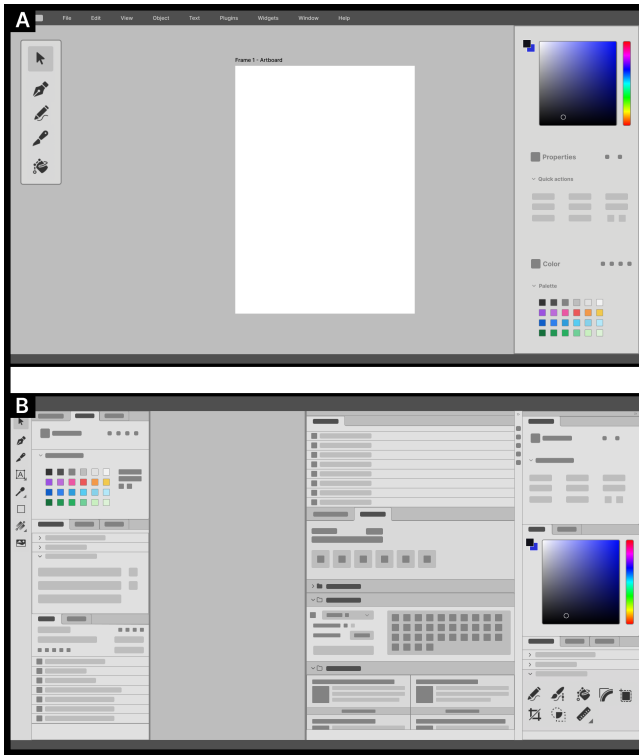 A
File Edit View Object Text Plugins Widgets Window Help
Frame 1 - Artboard
Properties
Quick actions
Color
Palette
B
A